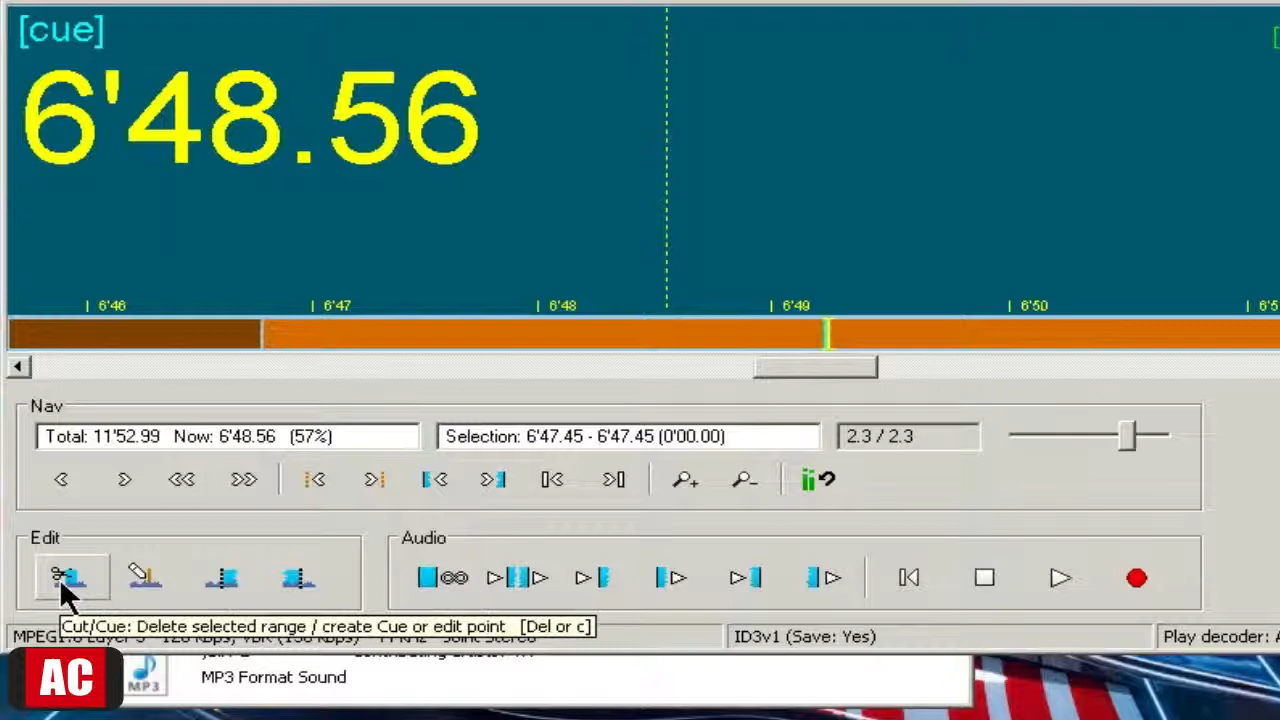 [cue]
6'48.56
6'46 6'47 6'48 6'49 6'50
Nav
Total: 11'52.99 Now: 6'48.56 (57%)
Selection: 6'47.45 - 6'47.45 (0'00.00)
2.3 / 2.3
Edit
Audio
Cut/Cue: Delete selected range / create Cue or edit point [Del or c]
ID3v1 (Save: Yes)
Play decoder:
AC
MP3
MP3 Format Sound